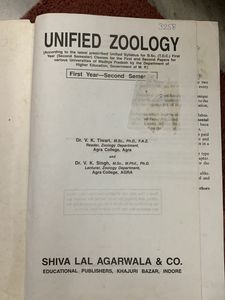 3258
UNIFIED ZOOLOGY
(According to the latest prescribed Unified Syllabus for B.Sc. (T.D.C.) First
Year (Second Semester) Classes for the First and Second Papers for
various Universities of Madhya Pradesh by the Department of
Higher Education, Government of M. P.)
First Year—Second Semes
Dr. V. K. Tiwari, M.Sc., Ph.D., F.A.Z.
Reader, Zoology Department,
Agra College, Agra
and
Dr. V. K. Singh, M.Sc., M.Phil., Ph.D.
Lecturer, Zoology Department,
Agra College, AGRA
SHIVA LAL AGARWALA & CO.
EDUCATIONAL PUBLISHERS, KHAJURI BAZAR, INDORE